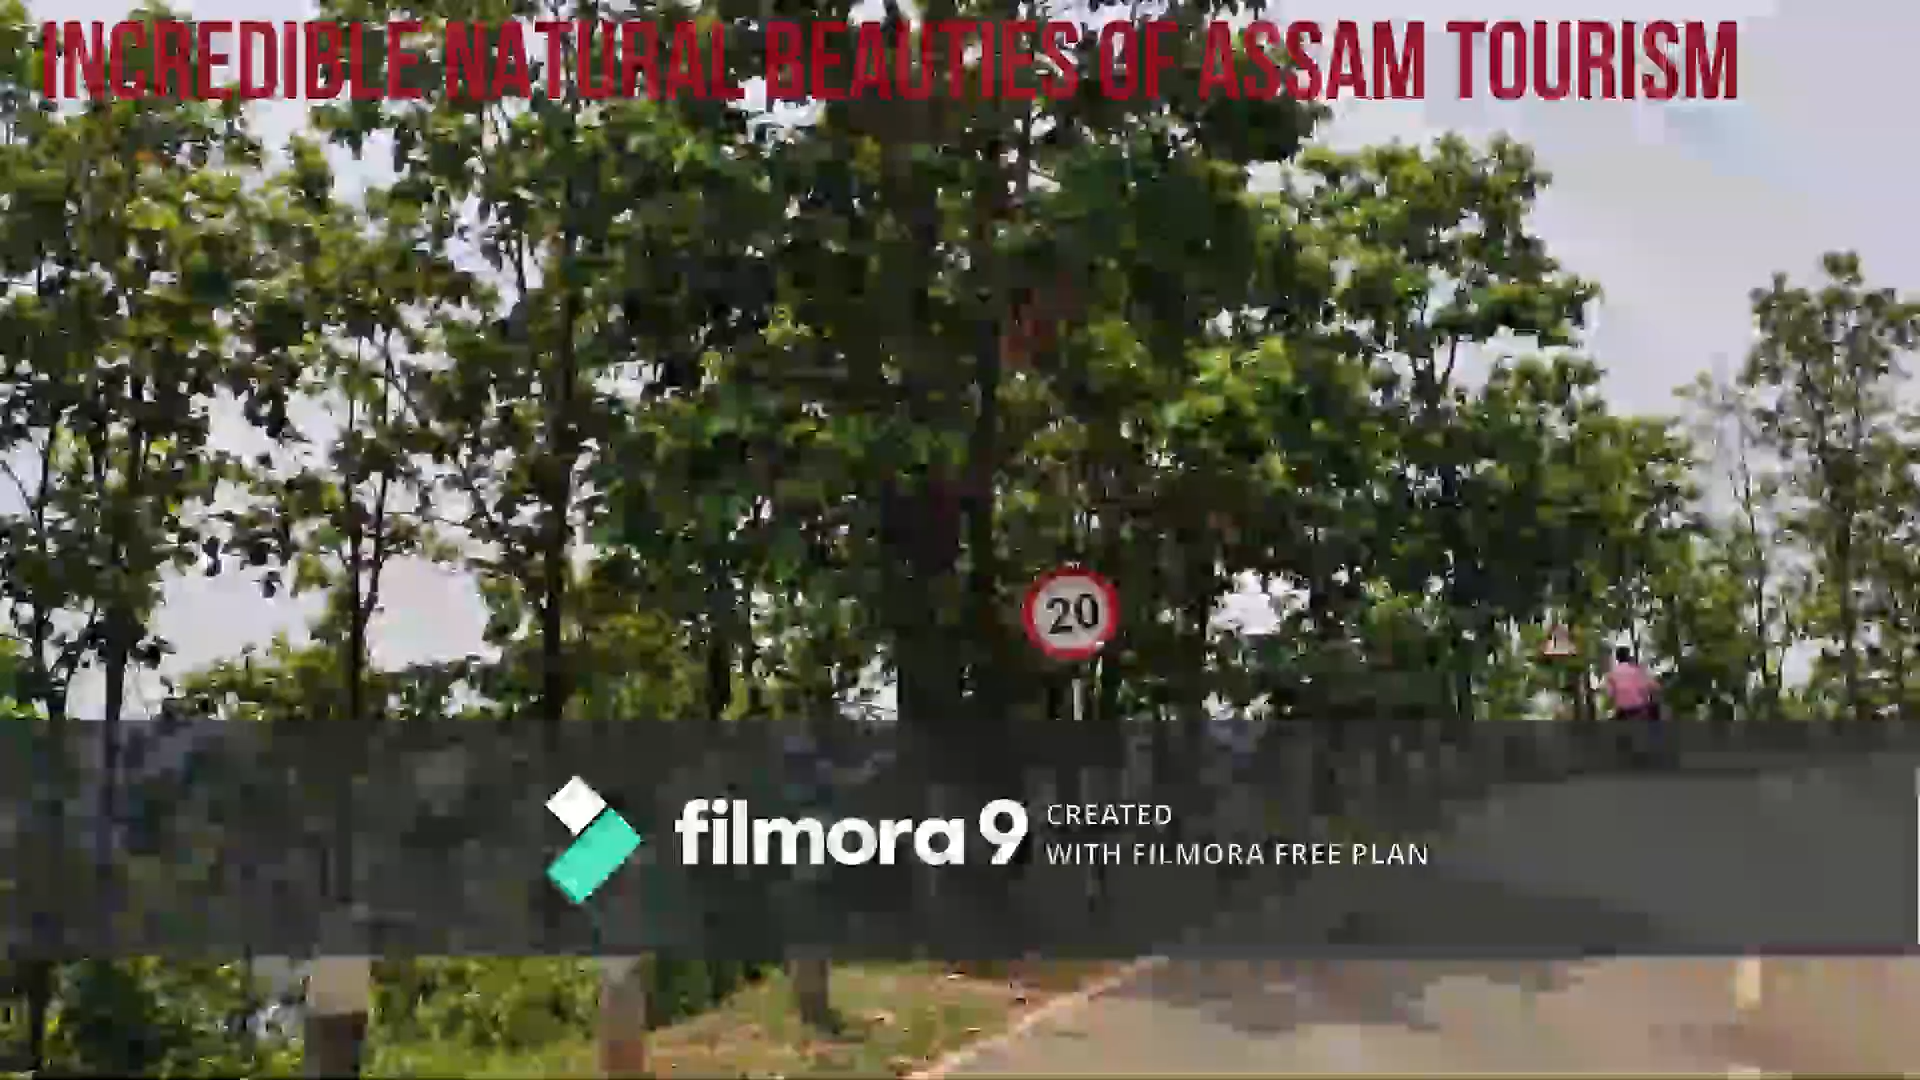 INCREDIBLE NATURAL BEAUTIES OF ASSAM TOURISM
20
filmora 9
CREATED
WITH FILMORA FREE PLAN